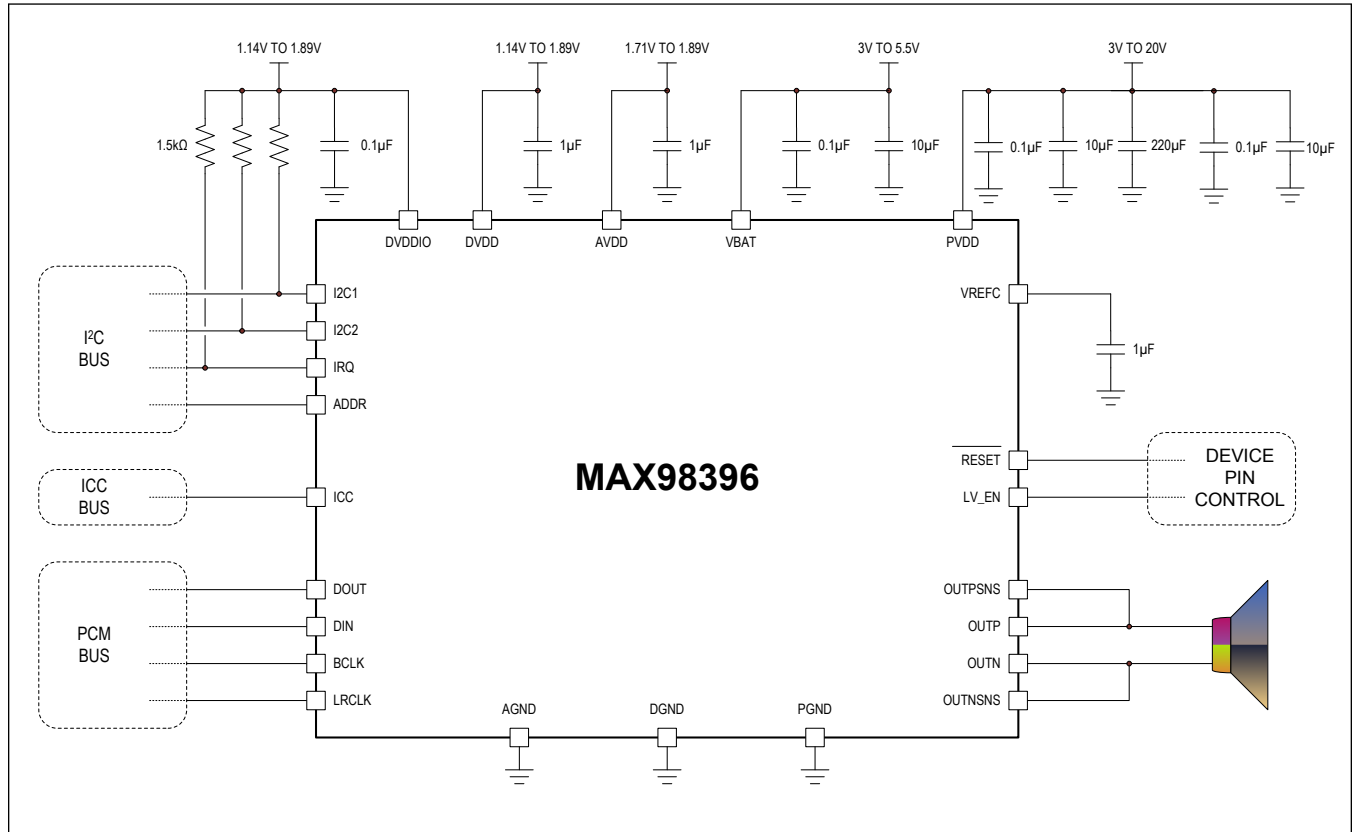 1.14V TO 1.89V
1.14V TO 1.89V
1.71V TO 1.89V
3V TO 5.5V
3V TO 20V
1.5kΩ
0.1µF
1µF
1µF
0.1µF
10µF
0.1µF
10µF
220µF
0.1µF
10µF
DVDDIO
DVDD
AVDD
VBAT
PVDD
I²C
BUS
I2C1
I2C2
IRQ
ADDR
VREFC
1µF
MAX98396
ICC
BUS
ICC
RESET
LV_EN
DEVICE
PIN
CONTROL
PCM
BUS
DOUT
DIN
BCLK
LRCLK
OUTPSNS
OUTP
OUTN
OUTNSNS
AGND
DGND
PGND